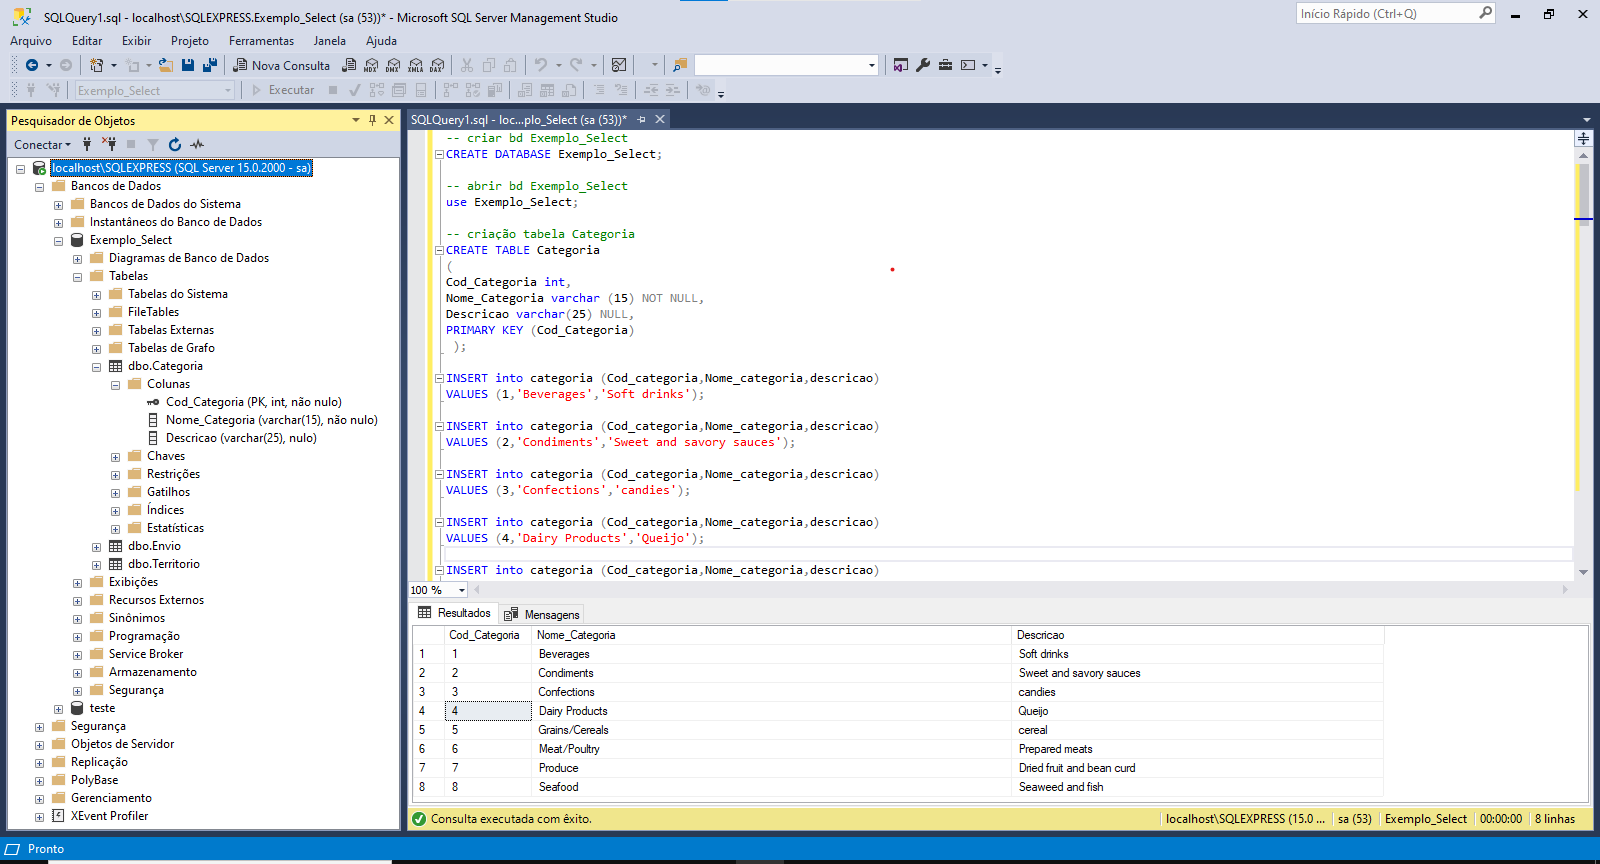 SQLQuery1.sql - localhost\SQLEXPRESS.Exemplo_Select (sa (53))* - Microsoft SQL Server Management Studio
Início Rápido (Ctrl+Q)
Arquivo Editar Exibir Projeto Ferramentas Janela Ajuda
Nova Consulta MDX DMX XMLA DAX
Exemplo_Select Executar
Pesquisador de Objetos
Conectar
localhost\SQLEXPRESS (SQL Server 15.0.2000 - sa)
Bancos de Dados
Bancos de Dados do Sistema
Instantâneos do Banco de Dados
Exemplo_Select
Diagramas de Banco de Dados
Tabelas
Tabelas do Sistema
FileTables
Tabelas Externas
Tabelas de Grafo
dbo.Categoria
Colunas
Cod_Categoria (PK, int, não nulo)
Nome_Categoria (varchar(15), não nulo)
Descricao (varchar(25), nulo)
Chaves
Restrições
Gatilhos
Índices
Estatísticas
dbo.Envio
dbo.Territorio
Exibições
Recursos Externos
Sinônimos
Programação
Service Broker
Armazenamento
Segurança
teste
Segurança
Objetos de Servidor
Replicação
PolyBase
Gerenciamento
XEvent Profiler
SQLQuery1.sql - loc...plo_Select (sa (53))*
-- criar bd Exemplo_Select
CREATE DATABASE Exemplo_Select;
-- abrir bd Exemplo_Select
use Exemplo_Select;
-- criação tabela Categoria
CREATE TABLE Categoria
(
Cod_Categoria int,
Nome_Categoria varchar (15) NOT NULL,
Descricao varchar(25) NULL,
PRIMARY KEY (Cod_Categoria)
);
INSERT into categoria (Cod_categoria,Nome_categoria,descricao)
VALUES (1,'Beverages','Soft drinks');
INSERT into categoria (Cod_categoria,Nome_categoria,descricao)
VALUES (2,'Condiments','Sweet and savory sauces');
INSERT into categoria (Cod_categoria,Nome_categoria,descricao)
VALUES (3,'Confections','candies');
INSERT into categoria (Cod_categoria,Nome_categoria,descricao)
VALUES (4,'Dairy Products','Queijo');
INSERT into categoria (Cod_categoria,Nome_categoria,descricao)
100 %
Resultados Mensagens
Cod_Categoria Nome_Categoria Descricao
1 1 Beverages Soft drinks
2 2 Condiments Sweet and savory sauces
3 3 Confections candies
4 4 Dairy Products Queijo
5 5 Grains/Cereals cereal
6 6 Meat/Poultry Prepared meats
7 7 Produce Dried fruit and bean curd
8 8 Seafood Seaweed and fish
Consulta executada com êxito. localhost\SQLEXPRESS (15.0 ... sa (53) Exemplo_Select 00:00:00 8 linhas
Pronto